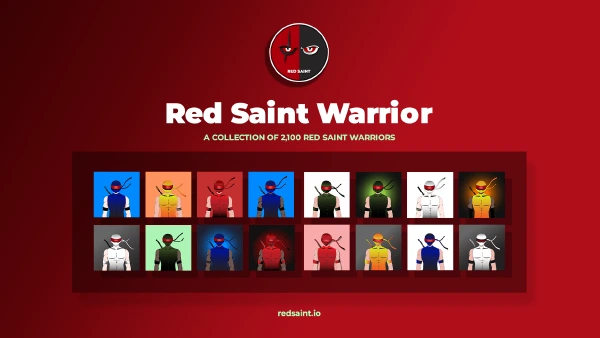 RED SAINT
Red Saint Warrior
A COLLECTION OF 2,100 RED SAINT WARRIORS
redsaint.io